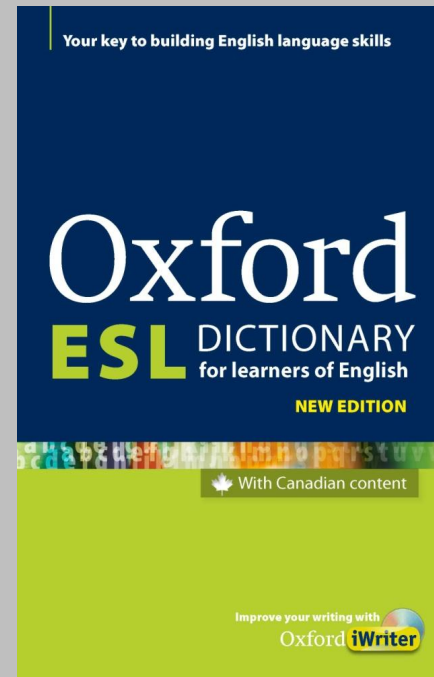 Your key to building English language skills
Oxford
ESL DICTIONARY
for learners of English
NEW EDITION
With Canadian content
Improve your writing with
Oxford iWriter